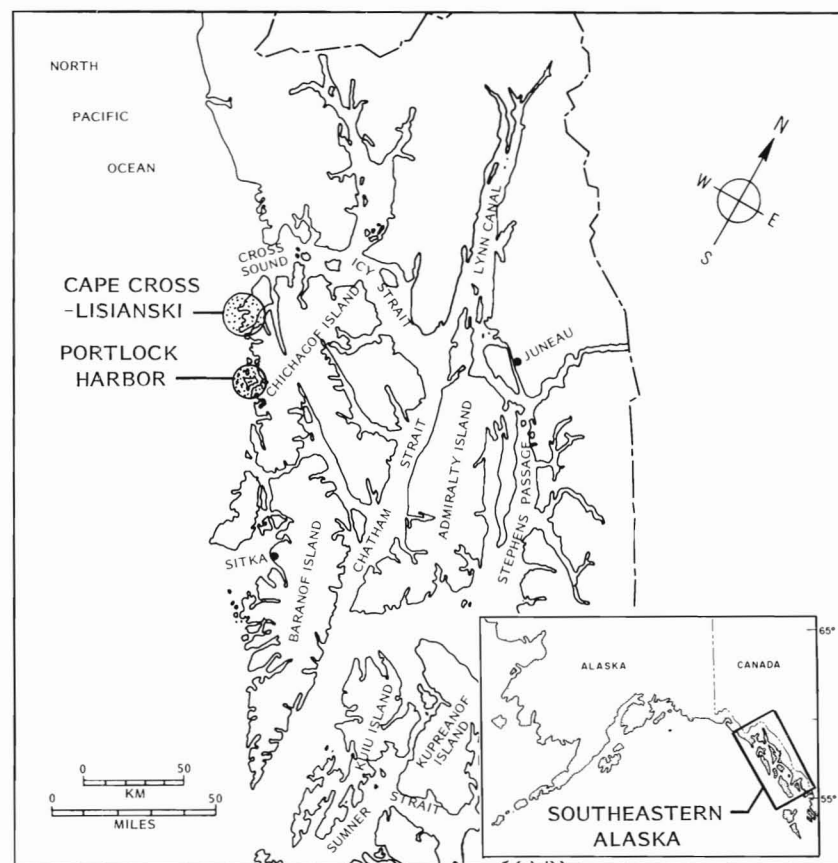 NORTH
PACIFIC
OCEAN
N
W
E
S
CROSS
SOUND
ICY STRAIT
LYNN CANAL
CAPE CROSS
-LISIANSKI
PORTLOCK
HARBOR
CHICHAGOF ISLAND
JUNEAU
CHATHAM STRAIT
ADMIRALTY ISLAND
STEPHENS PASSAGE
SITKA
BARANOF ISLAND
KUIU ISLAND
KUPREANOF
ISLAND
SUMNER STRAIT
0 50
KM
0 50
MILES
65°
ALASKA
CANADA
55°
SOUTHEASTERN
ALASKA